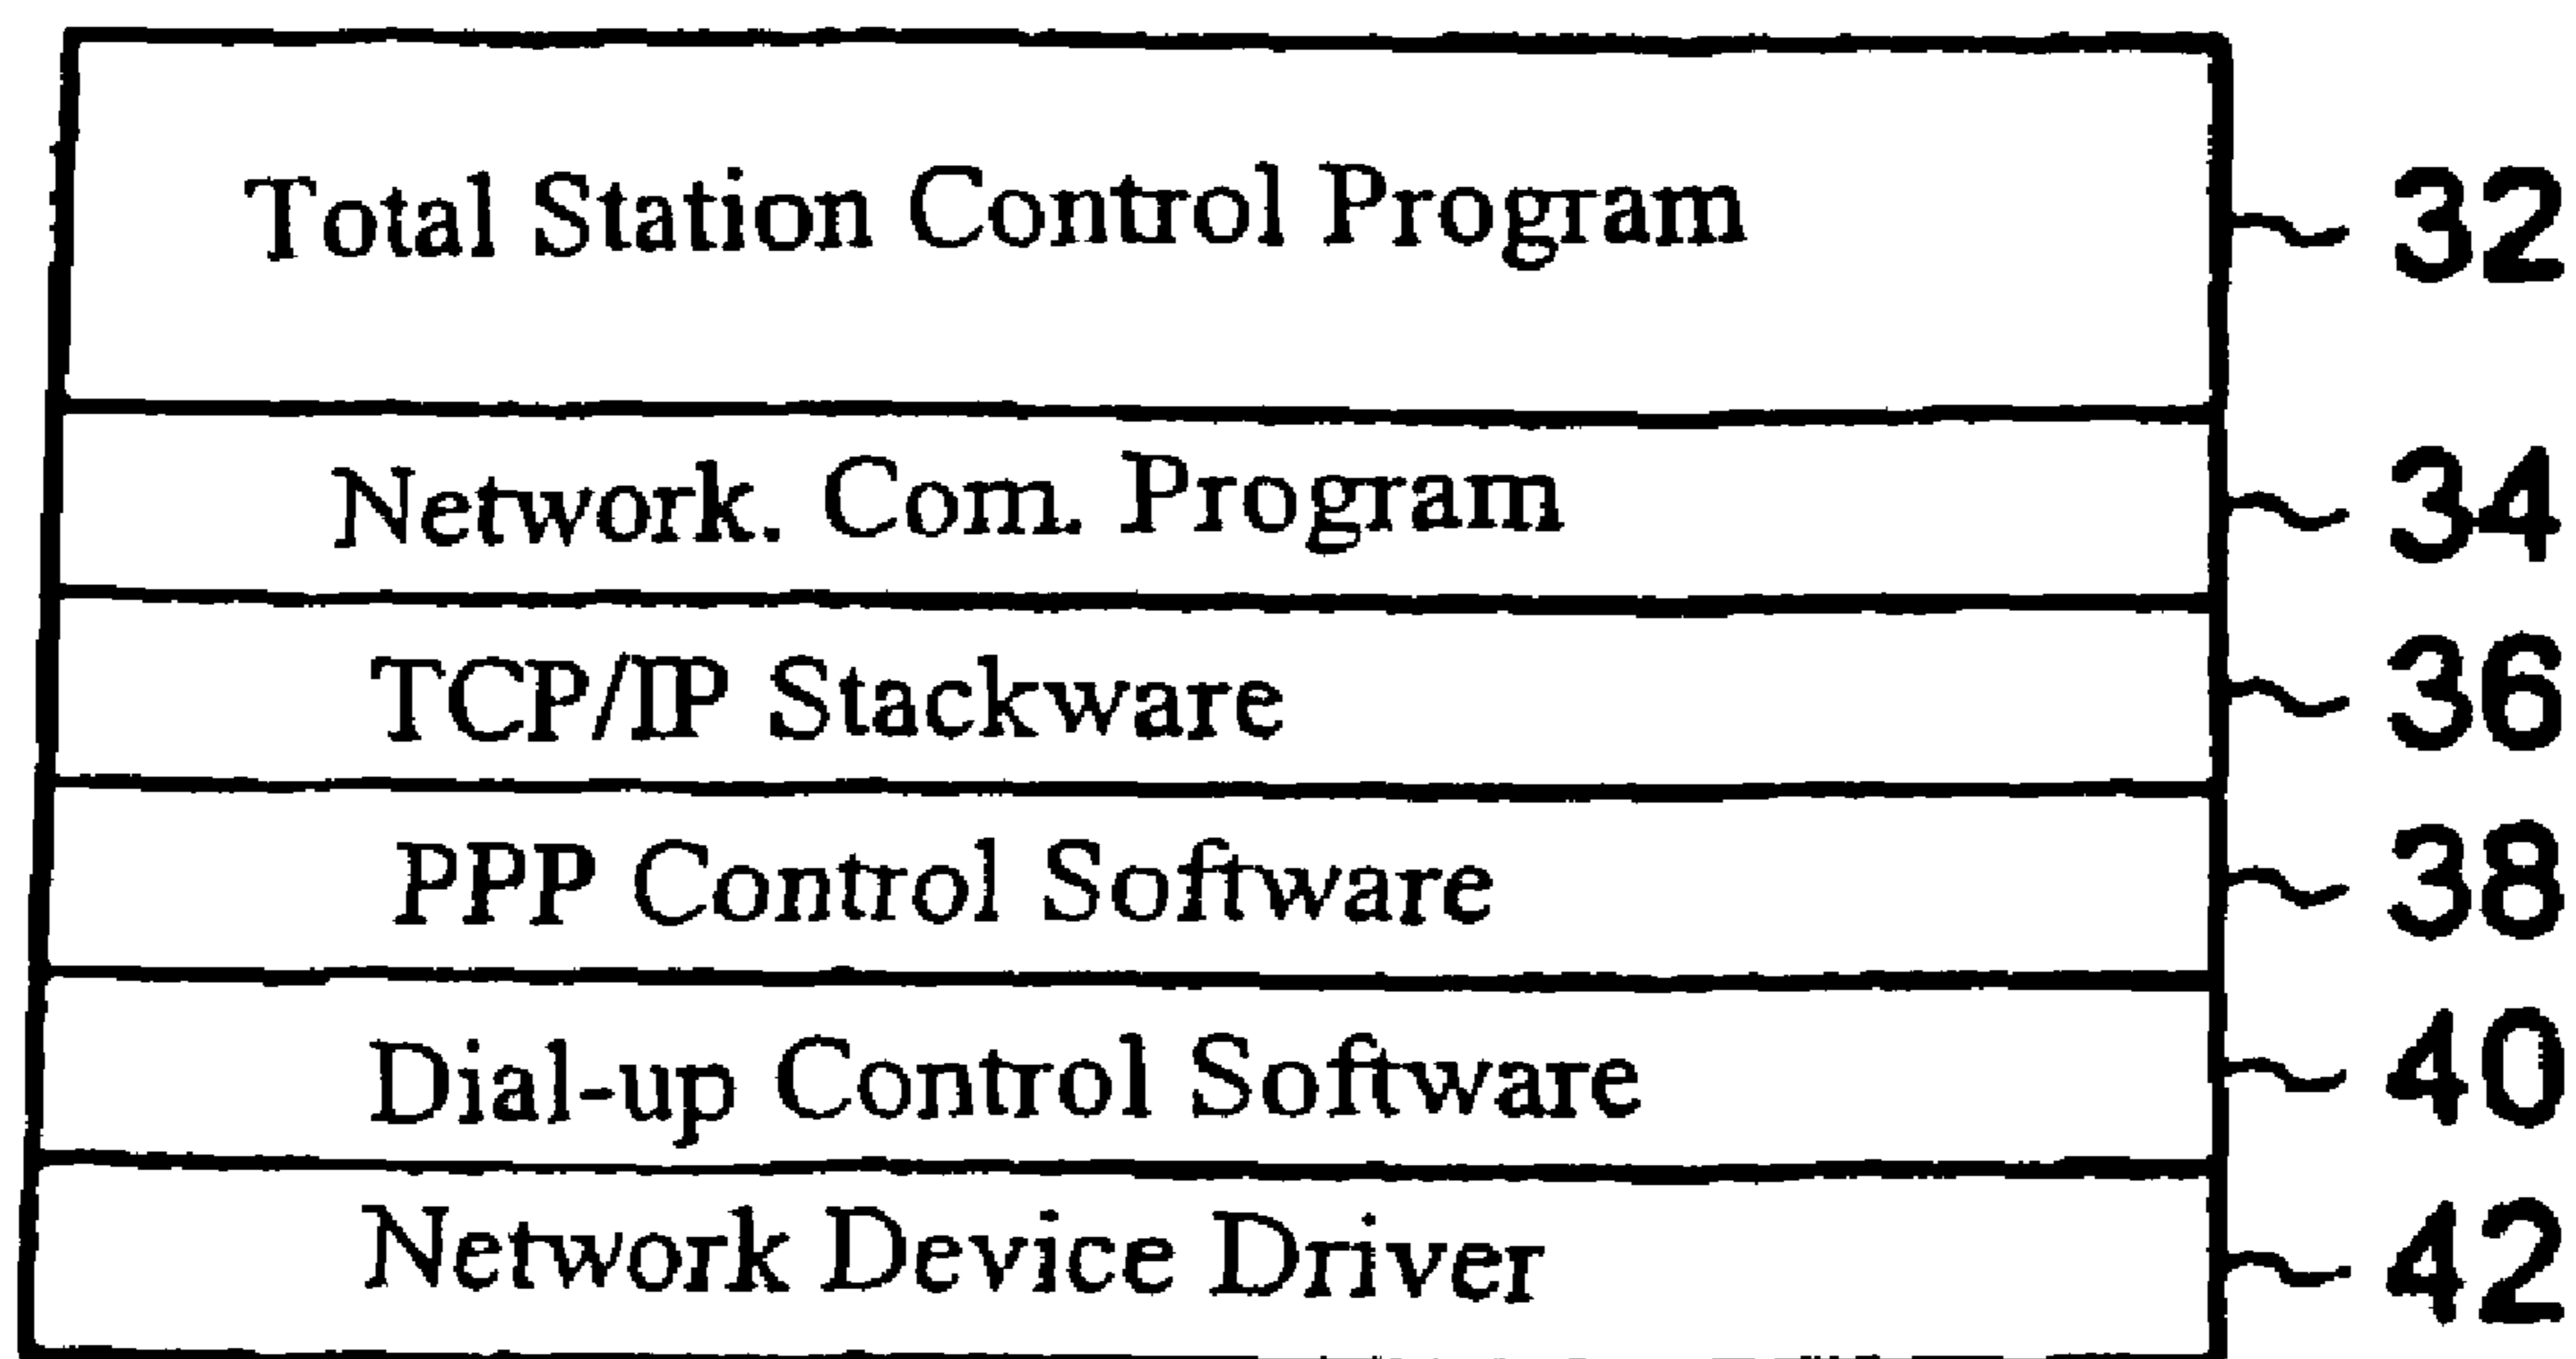 Total Station Control Program 32
Network. Com. Program 34
TCP/IP Stackware 36
PPP Control Software 38
Dial-up Control Software 40
Network Device Driver 42